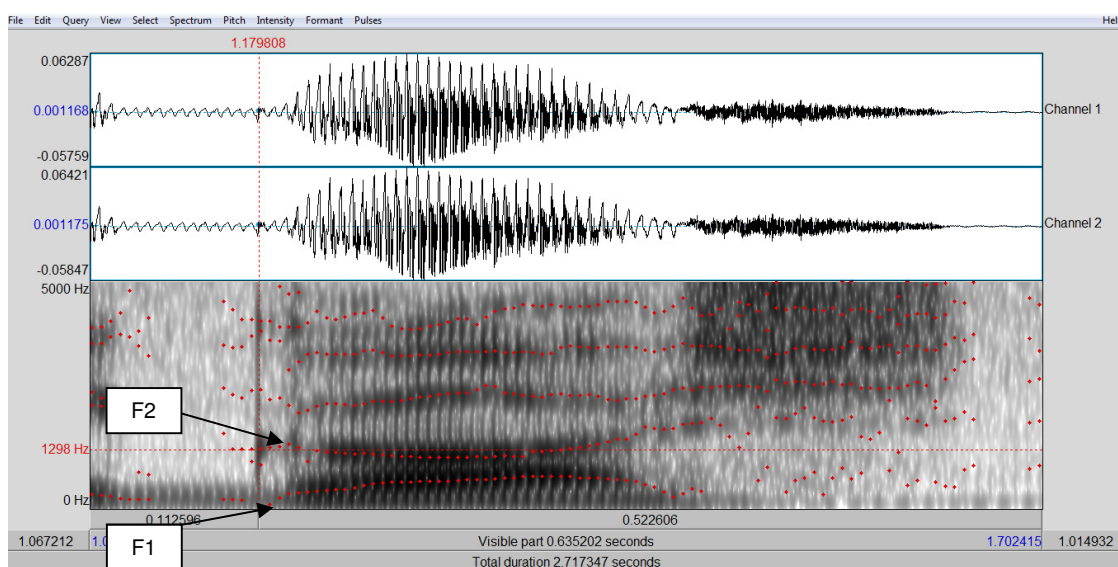 File Edit Query View Select Spectrum Pitch Intensity Formant Pulses Hel
1.179808
0.06287
0.001168
Channel 1
-0.05759
0.06421
0.001175
Channel 2
-0.05847
5000 Hz
F2
1298 Hz
0 Hz
0.112596 0.522606
F1
1.067212 1.0 Visible part 0.635202 seconds 1.702415 1.014932
Total duration 2.717347 seconds